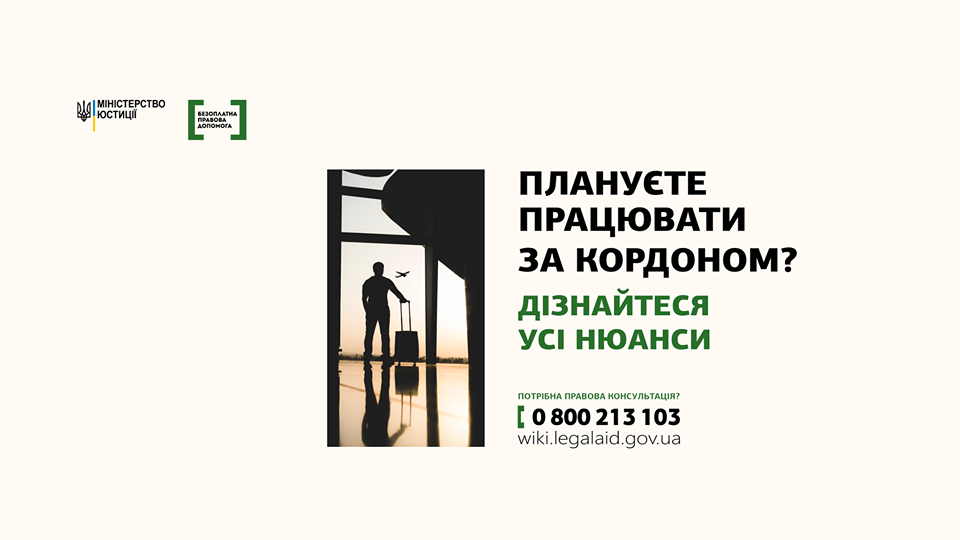 МІНІСТЕРСТВО
ЮСТИЦІЇ
БЕЗОПЛАТНА
ПРАВОВА
ДОПОМОГА
ПЛАНУЄТЕ
ПРАЦЮВАТИ
ЗА КОРДОНОМ?
ДІЗНАЙТЕСЯ
УСІ НЮАНСИ
ПОТРІБНА ПРАВОВА КОНСУЛЬТАЦІЯ?
0 800 213 103
wiki.legalaid.gov.ua